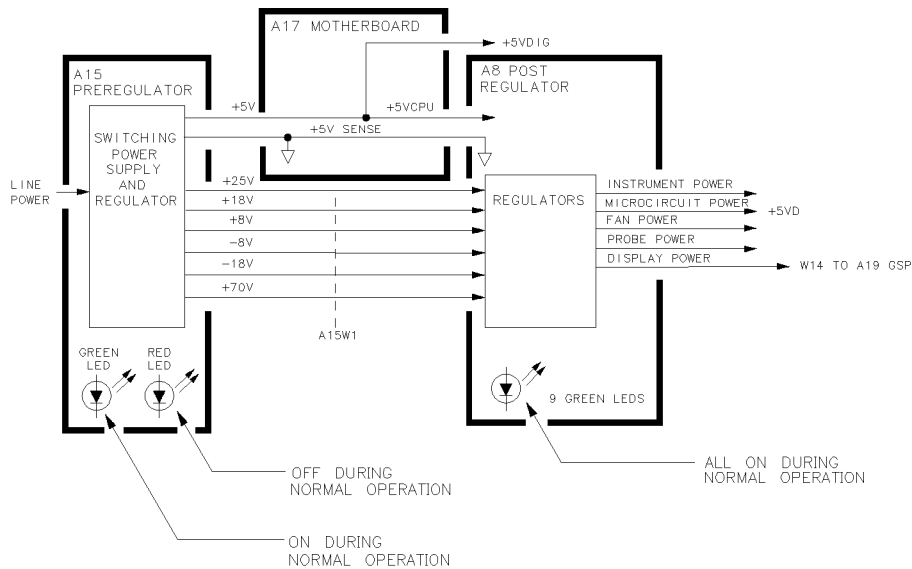 A17 MOTHERBOARD
+5VDIG
A15
PREREGULATOR
A8 POST
REGULATOR
+5V
+5VCPU
+5V SENSE
SWITCHING
POWER
SUPPLY
AND
REGULATOR
LINE
POWER
+25V
+18V
+8V
-8V
-18V
+70V
A15W1
REGULATORS
INSTRUMENT POWER
MICROCIRCUIT POWER
+5VD
FAN POWER
PROBE POWER
DISPLAY POWER
W14 TO A19 GSP
GREEN
LED
RED
LED
9 GREEN LEDS
OFF DURING
NORMAL OPERATION
ALL ON DURING
NORMAL OPERATION
ON DURING
NORMAL OPERATION